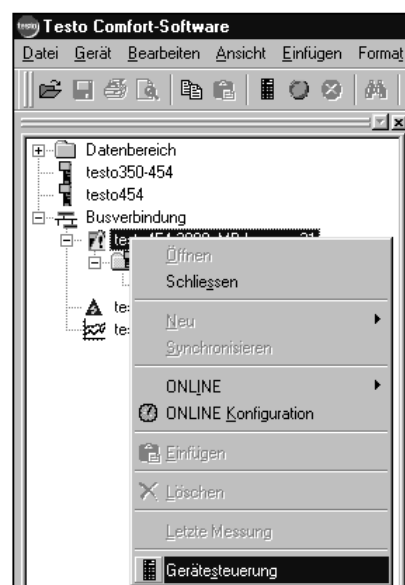 testo Testo Comfort-Software
Datei Gerät Bearbeiten Ansicht Einfügen Format
Datenbereich
testo350-454
testo454
Busverbindung
Öffnen
Schliessen
Neu
Synchronisieren
ONLINE
ONLINE Konfiguration
Einfügen
Löschen
Letzte Messung
Gerätesteuerung